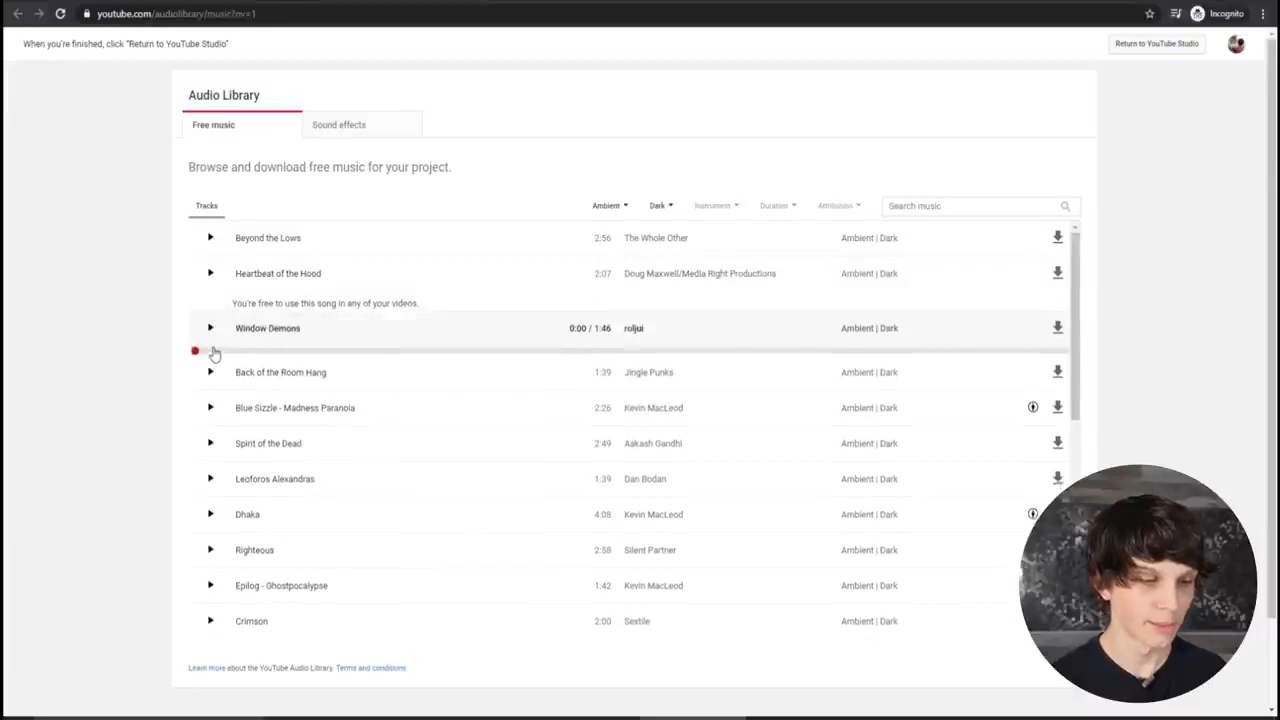 youtube.com/audiolibrary/music?nv=1
Incognito
When you're finished, click "Return to YouTube Studio"
Return to YouTube Studio
Audio Library
Free music
Sound effects
Browse and download free music for your project.
Tracks
Ambient
Dark
Instrument
Duration
Attribution
Search music
Beyond the Lows 2:56 The Whole Other Ambient | Dark
Heartbeat of the Hood 2:07 Doug Maxwell/Media Right Productions Ambient | Dark
You're free to use this song in any of your videos.
Window Demons 0:00 / 1:46 roljui Ambient | Dark
Back of the Room Hang 1:39 Jingle Punks Ambient | Dark
Blue Sizzle - Madness Paranoia 2:26 Kevin MacLeod Ambient | Dark
Spirit of the Dead 2:49 Aakash Gandhi Ambient | Dark
Leoforos Alexandras 1:39 Dan Bodan Ambient | Dark
Dhaka 4:08 Kevin MacLeod Ambient | Dark
Righteous 2:58 Silent Partner Ambient | Dark
Epilog - Ghostpocalypse 1:42 Kevin MacLeod Ambient | Dark
Crimson 2:00 Sextile Ambient | Dark
Learn more about the YouTube Audio Library. Terms and conditions